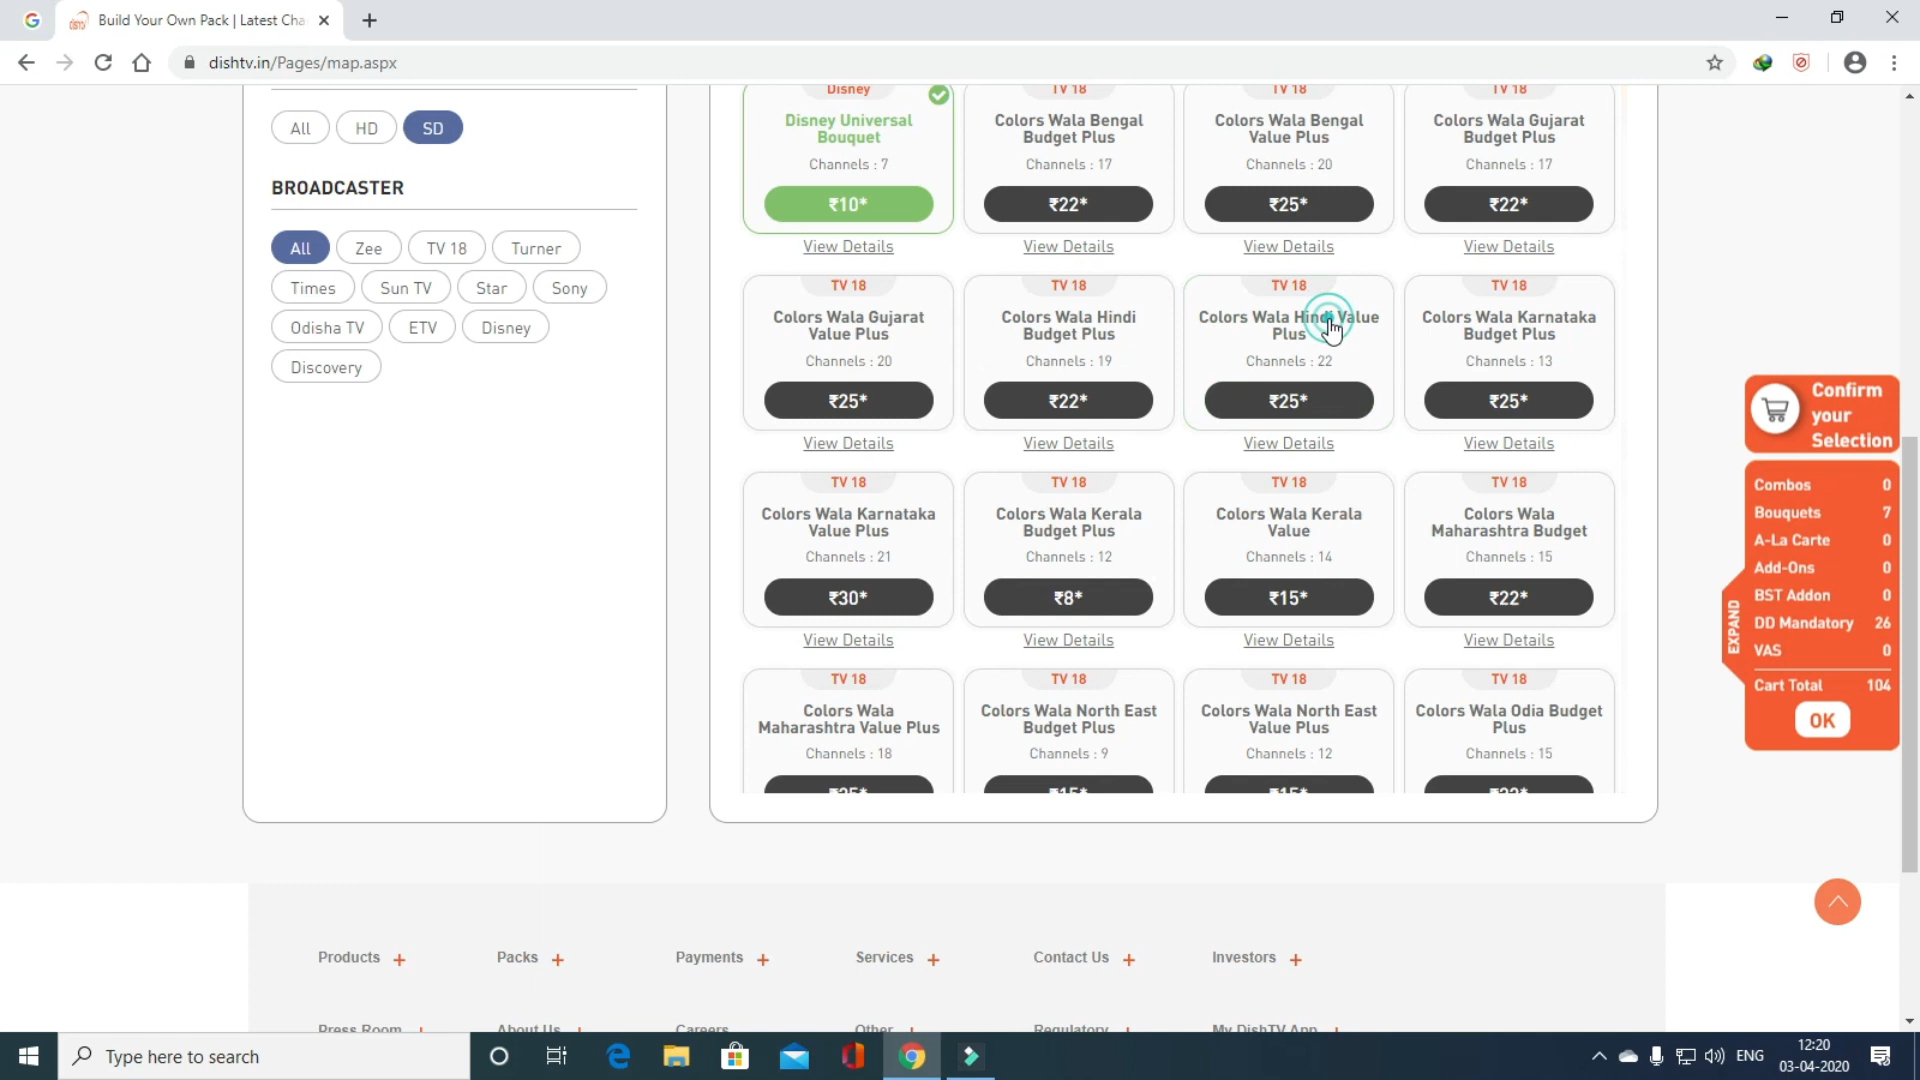 Build Your Own Pack | Latest Cha
dishtv.in/Pages/map.aspx
All
HD
SD
BROADCASTER
All
Zee
TV 18
Turner
Times
Sun TV
Star
Sony
Odisha TV
ETV
Disney
Discovery
Disney
TV 18
TV 18
TV 18
Disney Universal
Bouquet
Channels : 7
₹10*
View Details
Colors Wala Bengal
Budget Plus
Channels : 17
₹22*
View Details
Colors Wala Bengal
Value Plus
Channels : 20
₹25*
View Details
Colors Wala Gujarat
Budget Plus
Channels : 17
₹22*
View Details
TV 18
Colors Wala Gujarat
Value Plus
Channels : 20
₹25*
View Details
TV 18
Colors Wala Hindi
Budget Plus
Channels : 19
₹22*
View Details
TV 18
Colors Wala Hindi Value
Plus
Channels : 22
₹25*
View Details
TV 18
Colors Wala Karnataka
Budget Plus
Channels : 13
₹25*
View Details
TV 18
Colors Wala Karnataka
Value Plus
Channels : 21
₹30*
View Details
TV 18
Colors Wala Kerala
Budget Plus
Channels : 12
₹8*
View Details
TV 18
Colors Wala Kerala
Value
Channels : 14
₹15*
View Details
TV 18
Colors Wala
Maharashtra Budget
Channels : 15
₹22*
View Details
TV 18
Colors Wala
Maharashtra Value Plus
Channels : 18
TV 18
Colors Wala North East
Budget Plus
Channels : 9
TV 18
Colors Wala North East
Value Plus
Channels : 12
TV 18
Colors Wala Odia Budget
Plus
Channels : 15
Confirm
your
Selection
EXPAND
Combos 0
Bouquets 7
A-La Carte 0
Add-Ons 0
BST Addon 0
DD Mandatory 26
VAS 0
Cart Total 104
OK
Products +
Packs +
Payments +
Services +
Contact Us +
Investors +
Press Room
About Us
Careers
Other
Regulatory
My DishTV App
Type here to search
ENG
12:20
03-04-2020